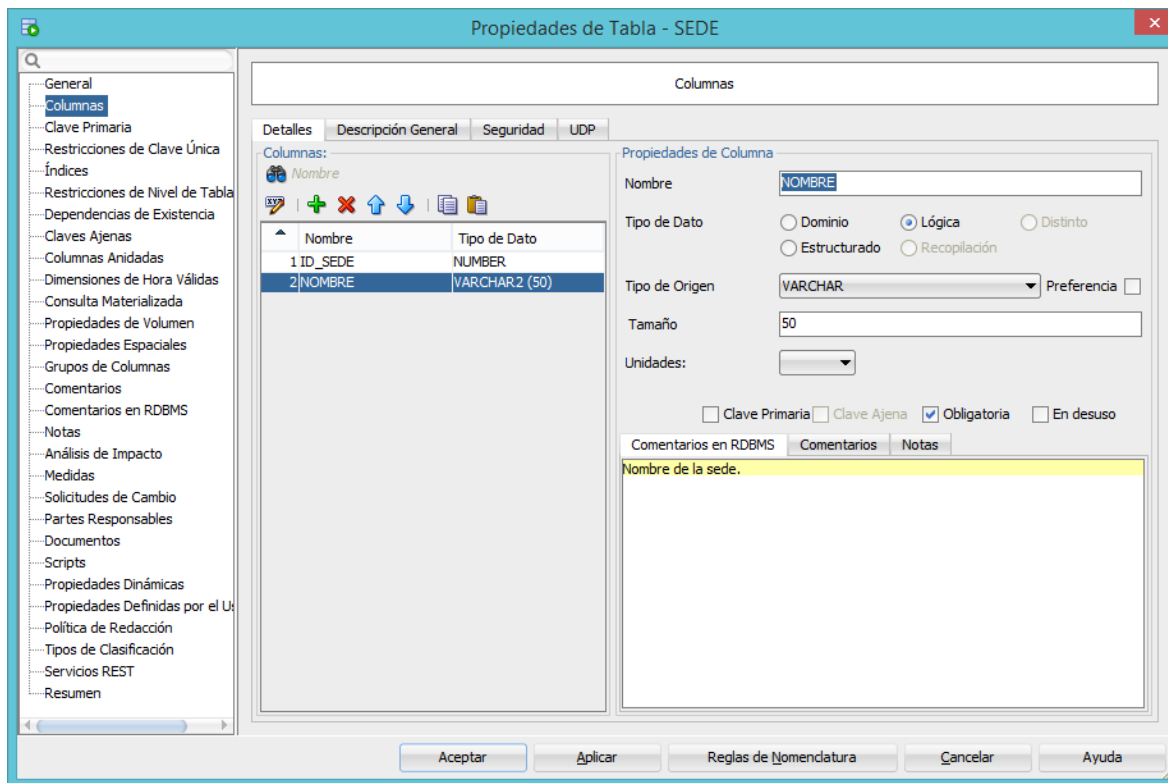 Propiedades de Tabla - SEDE
General
Columnas
Clave Primaria
Restricciones de Clave Única
Índices
Restricciones de Nivel de Tabla
Dependencias de Existencia
Claves Ajenas
Columnas Anidadas
Dimensiones de Hora Válidas
Consulta Materializada
Propiedades de Volumen
Propiedades Espaciales
Grupos de Columnas
Comentarios
Comentarios en RDBMS
Notas
Análisis de Impacto
Medidas
Solicitudes de Cambio
Partes Responsables
Documentos
Scripts
Propiedades Dinámicas
Propiedades Definidas por el U
Política de Redacción
Tipos de Clasificación
Servicios REST
Resumen
Columnas
Detalles Descripción General Seguridad UDP
Columnas:
Nombre
XYZ
Nombre Tipo de Dato
1 ID_SEDE NUMBER
2 NOMBRE VARCHAR2 (50)
Propiedades de Columna
Nombre NOMBRE
Tipo de Dato Dominio Lógica Distinto
Estructurado Recopilación
Tipo de Origen VARCHAR Preferencia
Tamaño 50
Unidades:
Clave Primaria Clave Ajena Obligatoria En desuso
Comentarios en RDBMS Comentarios Notas
Nombre de la sede.
Aceptar Aplicar Reglas de Nomenclatura Cancelar Ayuda